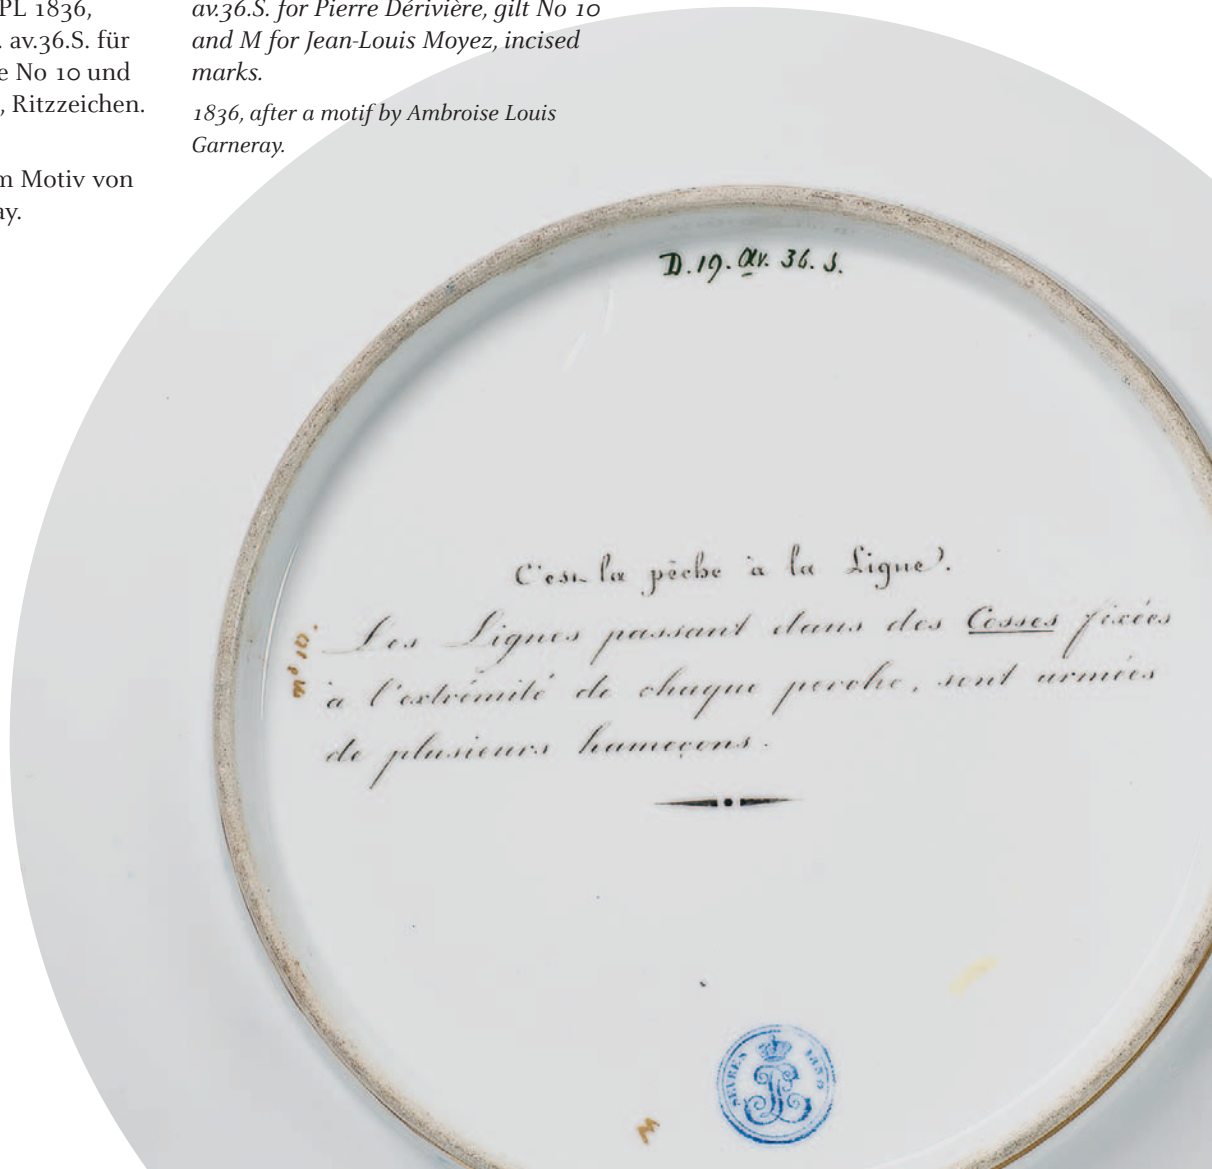 PL 1836,
. av.36.S. für
e No 10 und
, Ritzzeichen.
m Motiv von
ay.
av.36.S. for Pierre Dérivière, gilt No 10
and M for Jean-Louis Moyez, incised
marks.
1836, after a motif by Ambroise Louis
Garneray.
D.19. av. 36. S.
C'est la pêche à la Ligne.
Les Lignes passant dans des Cosses fixées
à l'extrémité de chaque perche, sont armées
de plusieurs hameçons.
SEVRES
M